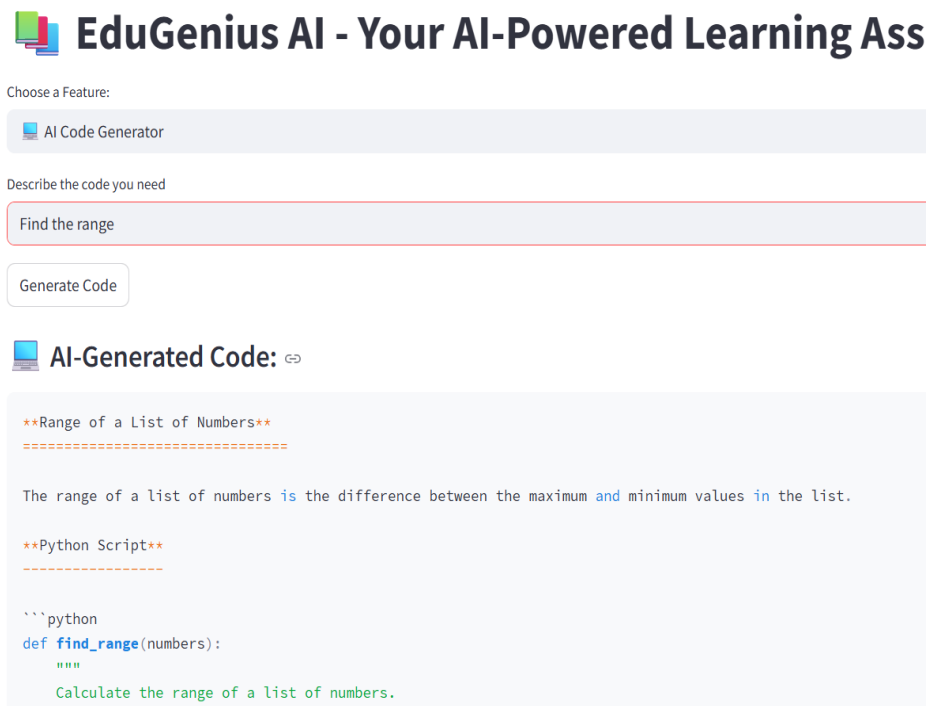 EduGenius AI - Your AI-Powered Learning Ass
Choose a Feature:
AI Code Generator
Describe the code you need
Find the range
Generate Code
AI-Generated Code:
**Range of a List of Numbers**
================================
The range of a list of numbers is the difference between the maximum and minimum values in the list.
**Python Script**
-----------------
```python
def find_range(numbers):
"""
Calculate the range of a list of numbers.